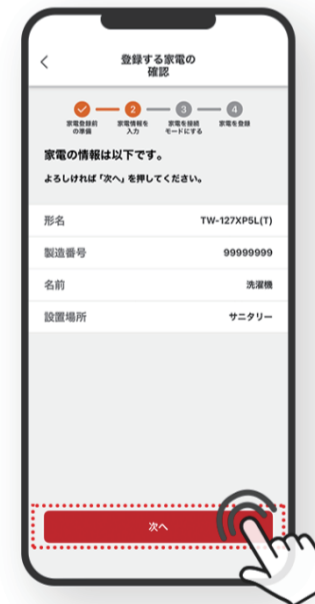 登録する家電の
確認
2
3
4
家電登録前
の準備
家電情報を
入力
家電を接続
モードにする
家電を登録
家電の情報は以下です。
よろしければ「次へ」を押してください。
形名 TW-127XP5L(T)
製造番号 99999999
名前 洗濯機
設置場所 サニタリー
次へ